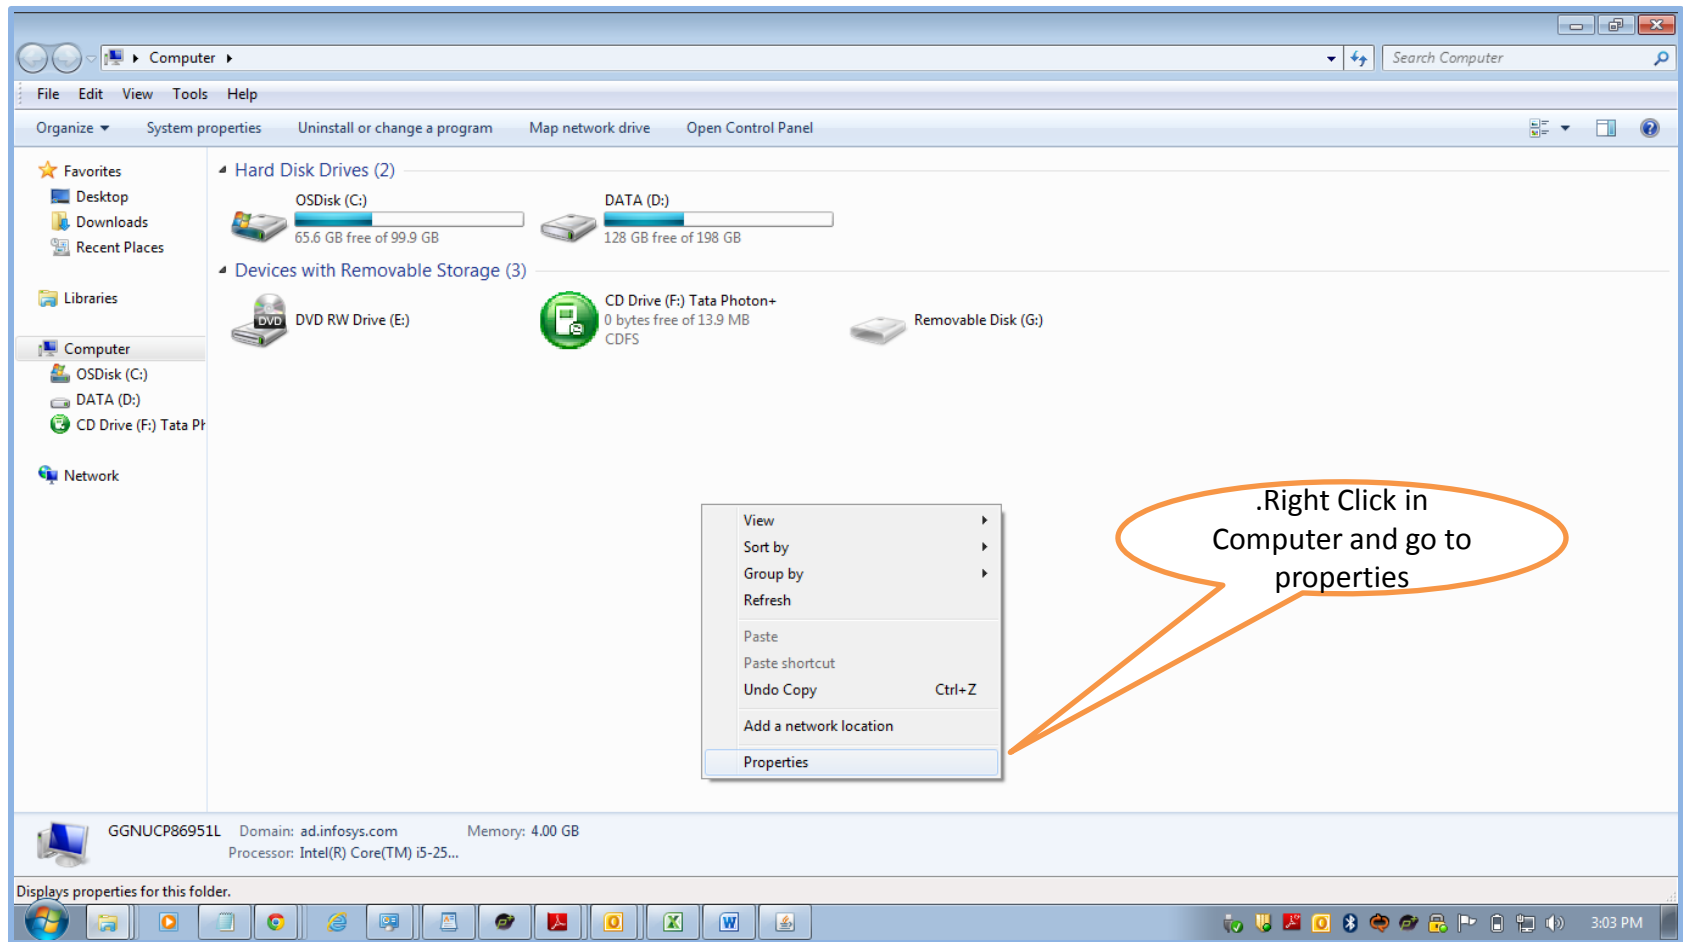 Computer
Search Computer
File Edit View Tools Help
Organize System properties Uninstall or change a program Map network drive Open Control Panel
Favorites
Desktop
Downloads
Recent Places
Libraries
Computer
OSDisk (C:)
DATA (D:)
CD Drive (F:) Tata Ph
Network
Hard Disk Drives (2)
OSDisk (C:)
65.6 GB free of 99.9 GB
DATA (D:)
128 GB free of 198 GB
Devices with Removable Storage (3)
DVD RW Drive (E:)
CD Drive (F:) Tata Photon+
0 bytes free of 13.9 MB
CDFS
Removable Disk (G:)
View
Sort by
Group by
Refresh
Paste
Paste shortcut
Undo Copy Ctrl+Z
Add a network location
Properties
.Right Click in
Computer and go to
properties
GGNUCP86951L Domain: ad.infosys.com Memory: 4.00 GB
Processor: Intel(R) Core(TM) i5-25...
Displays properties for this folder.
3:03 PM